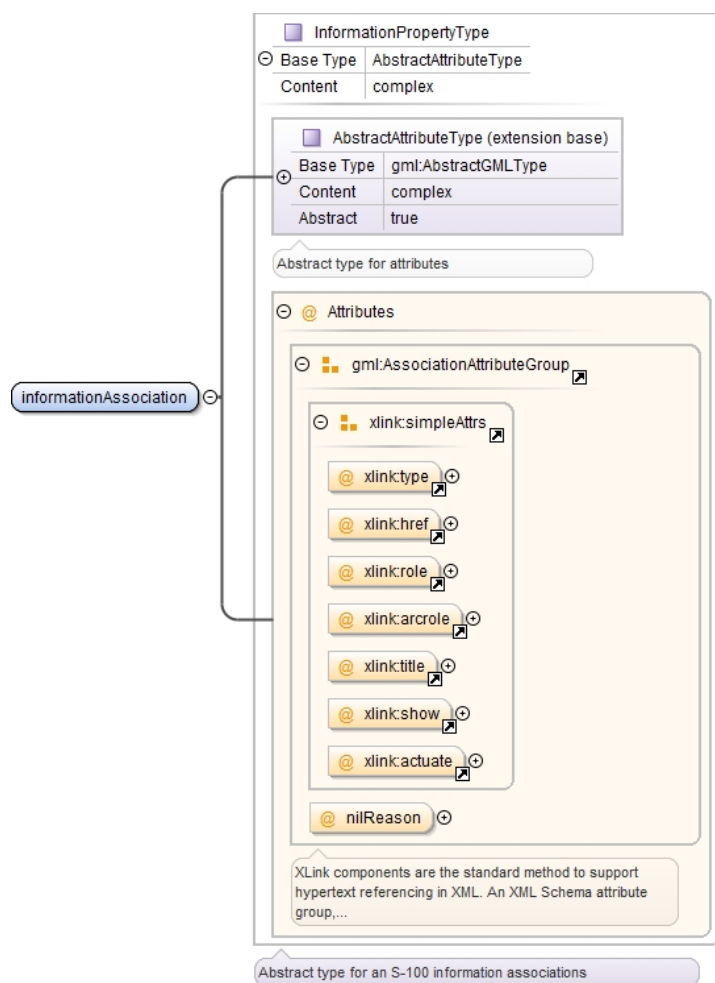 InformationPropertyType
Base Type AbstractAttributeType
Content complex
AbstractAttributeType (extension base)
Base Type gml:AbstractGMLType
Content complex
Abstract true
Abstract type for attributes
@ Attributes
gml:AssociationAttributeGroup
informationAssociation
xlink:simpleAttrs
@ xlink:type
@ xlink:href
@ xlink:role
@ xlink:arcrole
@ xlink:title
@ xlink:show
@ xlink:actuate
@ nilReason
XLink components are the standard method to support
hypertext referencing in XML. An XML Schema attribute
group,...
Abstract type for an S-100 information associations